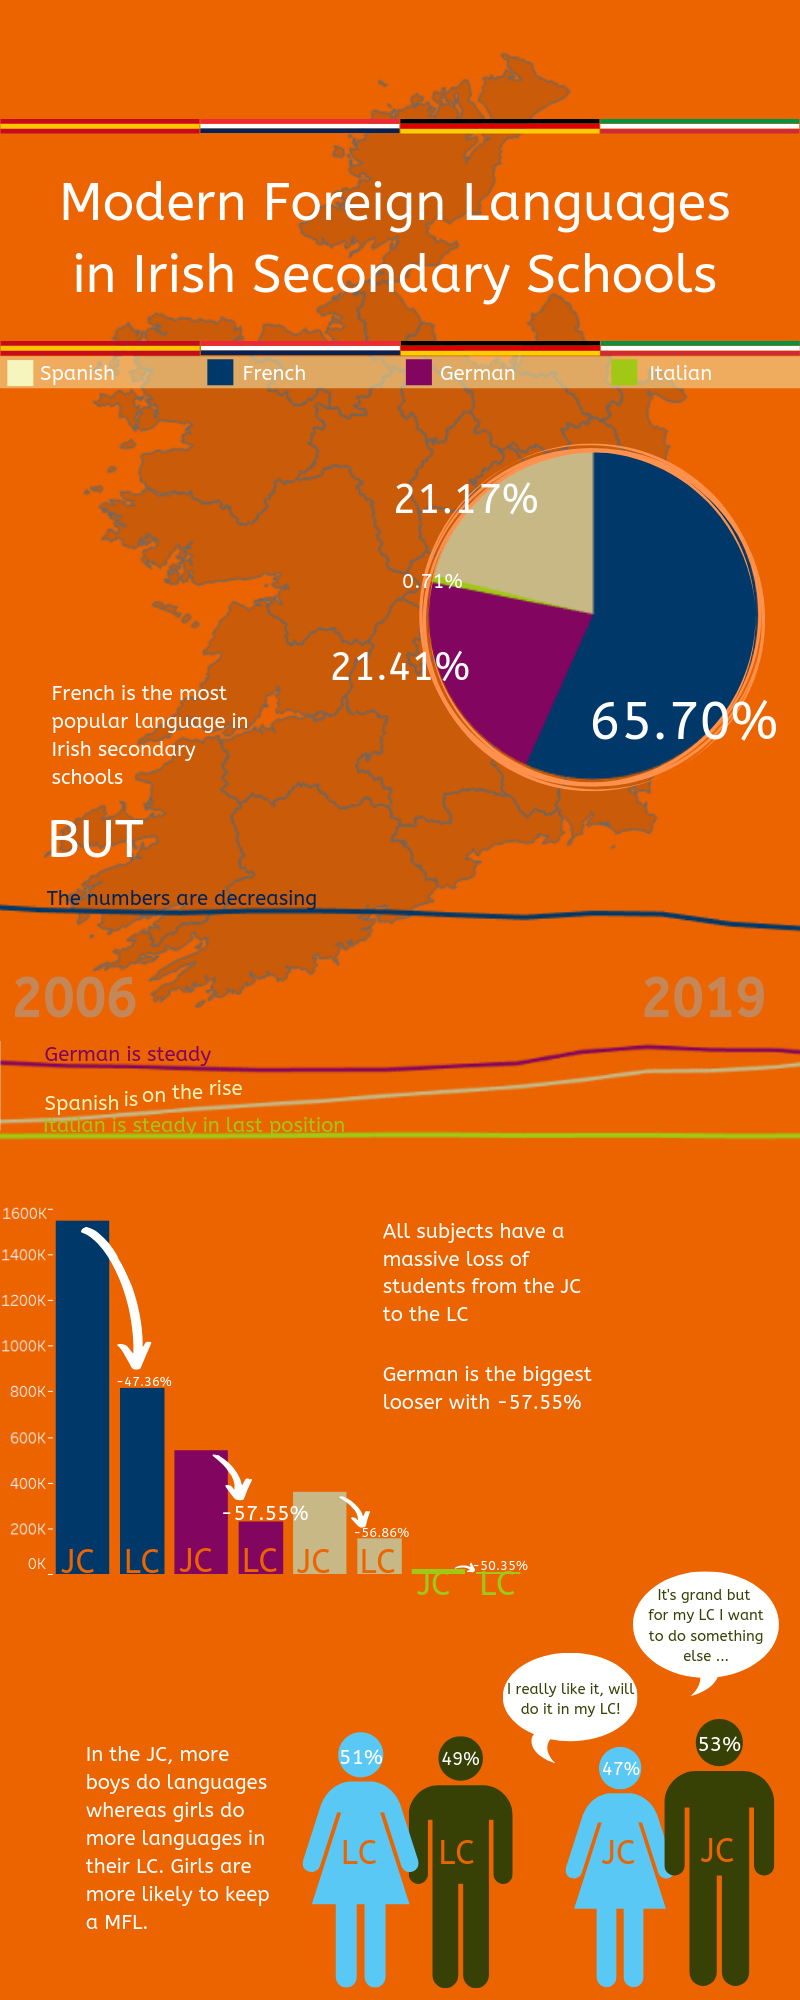 Modern Foreign Languages
in Irish Secondary Schools
Spanish
French
German
Italian
21.17%
0.71%
21.41%
65.70%
French is the most
popular language in
Irish secondary
schools
BUT
The numbers are decreasing
2006
2019
German is steady
Spanish is on the rise
Italian is steady in last position
1600K
1400K
1200K
1000K
800K
600K
400K
200K
0K
-47.36%
-57.55%
-56.86%
-50.35%
JC
LC
JC
LC
JC
LC
JC
LC
All subjects have a
massive loss of
students from the JC
to the LC
German is the biggest
looser with -57.55%
It's grand but
for my LC I want
to do something
else ...
I really like it, will
do it in my LC!
In the JC, more
boys do languages
whereas girls do
more languages in
their LC. Girls are
more likely to keep
a MFL.
51%
49%
47%
53%
LC
LC
JC
JC